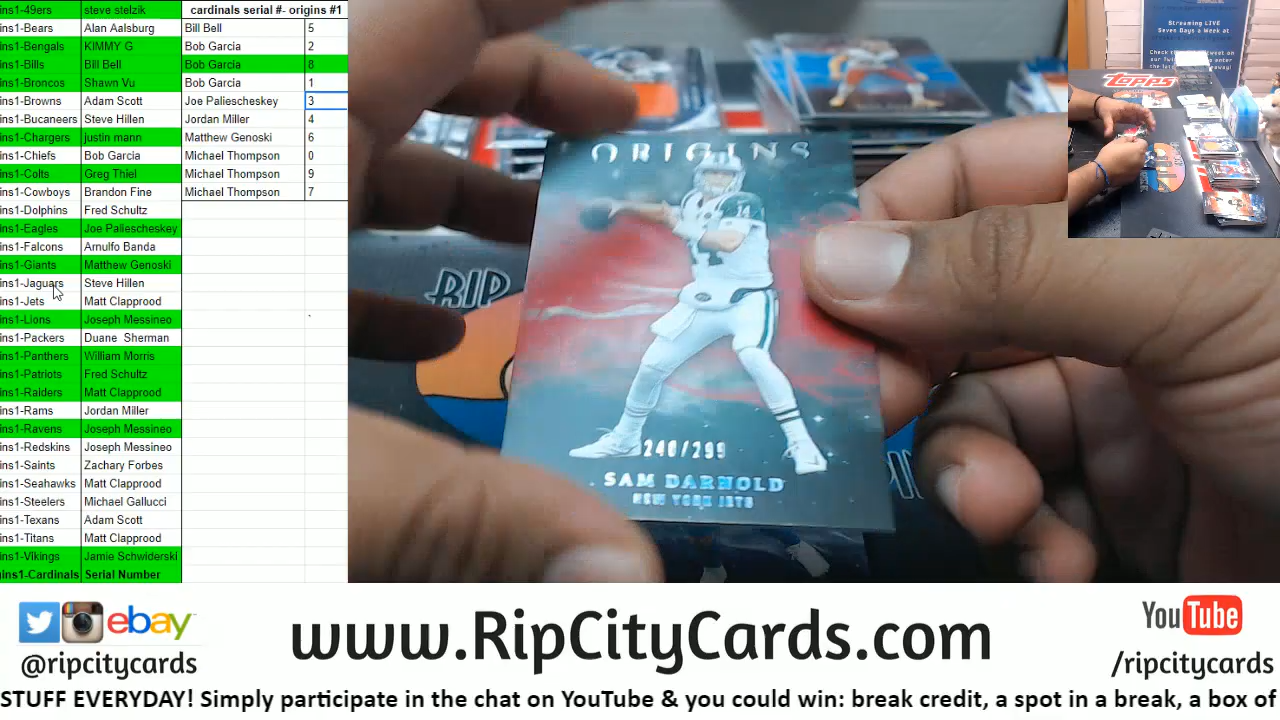 ins1-49ers steve stelzik cardinals serial #- origins #1
ins1-Bears Alan Aalsburg Bill Bell 5
ins1-Bengals KIMMY G Bob Garcia 2
ins1-Bills Bill Bell Bob Garcia 8
ins1-Broncos Shawn Vu Bob Garcia 1
ins1-Browns Adam Scott Joe Paliescheskey 3
ins1-Bucaneers Steve Hillen Jordan Miller 4
ins1-Chargers justin mann Matthew Genoski 6
ins1-Chiefs Bob Garcia Michael Thompson 0
ins1-Colts Greg Thiel Michael Thompson 9
ins1-Cowboys Brandon Fine Michael Thompson 7
ins1-Dolphins Fred Schultz
ins1-Eagles Joe Paliescheskey
ins1-Falcons Arnulfo Banda
ins1-Giants Matthew Genoski
ins1-Jaguars Steve Hillen
ins1-Jets Matt Clapprood
ins1-Lions Joseph Messineo `
ins1-Packers Duane Sherman
ins1-Panthers William Morris
ins1-Patriots Fred Schultz
ins1-Raiders Matt Clapprood
ins1-Rams Jordan Miller
ins1-Ravens Joseph Messineo
ins1-Redskins Joseph Messineo
ins1-Saints Zachary Forbes
ins1-Seahawks Matt Clapprood
ins1-Steelers Michael Gallucci
ins1-Texans Adam Scott
ins1-Titans Matt Clapprood
ins1-Vikings Jamie Schwiderski
gins1-Cardinals Serial Number
ORIGINS
14
RIP
240/299
SAM DARNOLD
NEW YORK JETS
Streaming LIVE
Seven Days a Week at
Topps
ebay
@ripcitycards
www.RipCityCards.com
YouTube
/ripcitycards
STUFF EVERYDAY! Simply participate in the chat on YouTube & you could win: break credit, a spot in a break, a box of